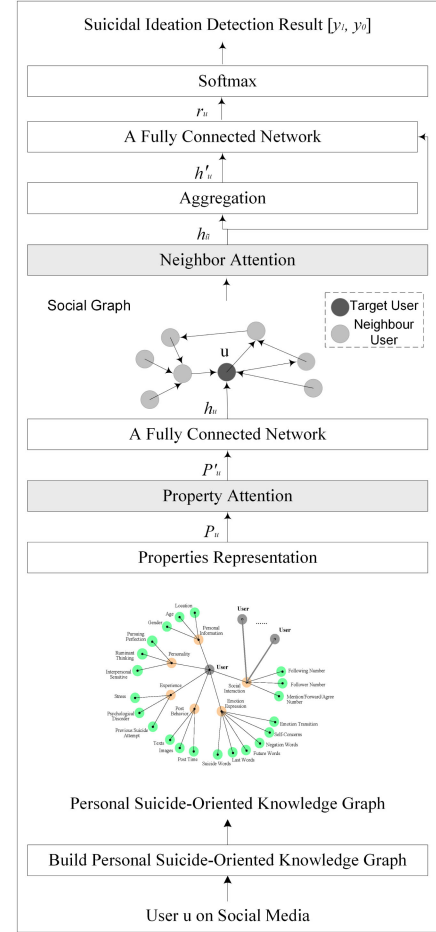 Suicidal Ideation Detection Result [y1, y0]
Softmax
ru
A Fully Connected Network
h'u
Aggregation
hū
Neighbor Attention
Social Graph
Target User
Neighbour
User
u
hu
A Fully Connected Network
P'u
Property Attention
Pu
Properties Representation
Location
Age
Gender
Personal
Information
User
......
User
Pursuing
Perfection
Personality
Ruminant
Thinking
Interpersonal
Sensitive
User
Social
Interaction
Following Number
Follower Number
Mention/Forward/Agree
Number
Experience
Stress
Psychological
Disorder
Previous Suicide
Attempt
Post
Behavior
Texts
Images
Post Time
Emotion
Expression
Emotion Transition
Self-Concerns
Negation Words
Future Words
Last Words
Suicide Words
Personal Suicide-Oriented Knowledge Graph
Build Personal Suicide-Oriented Knowledge Graph
User u on Social Media